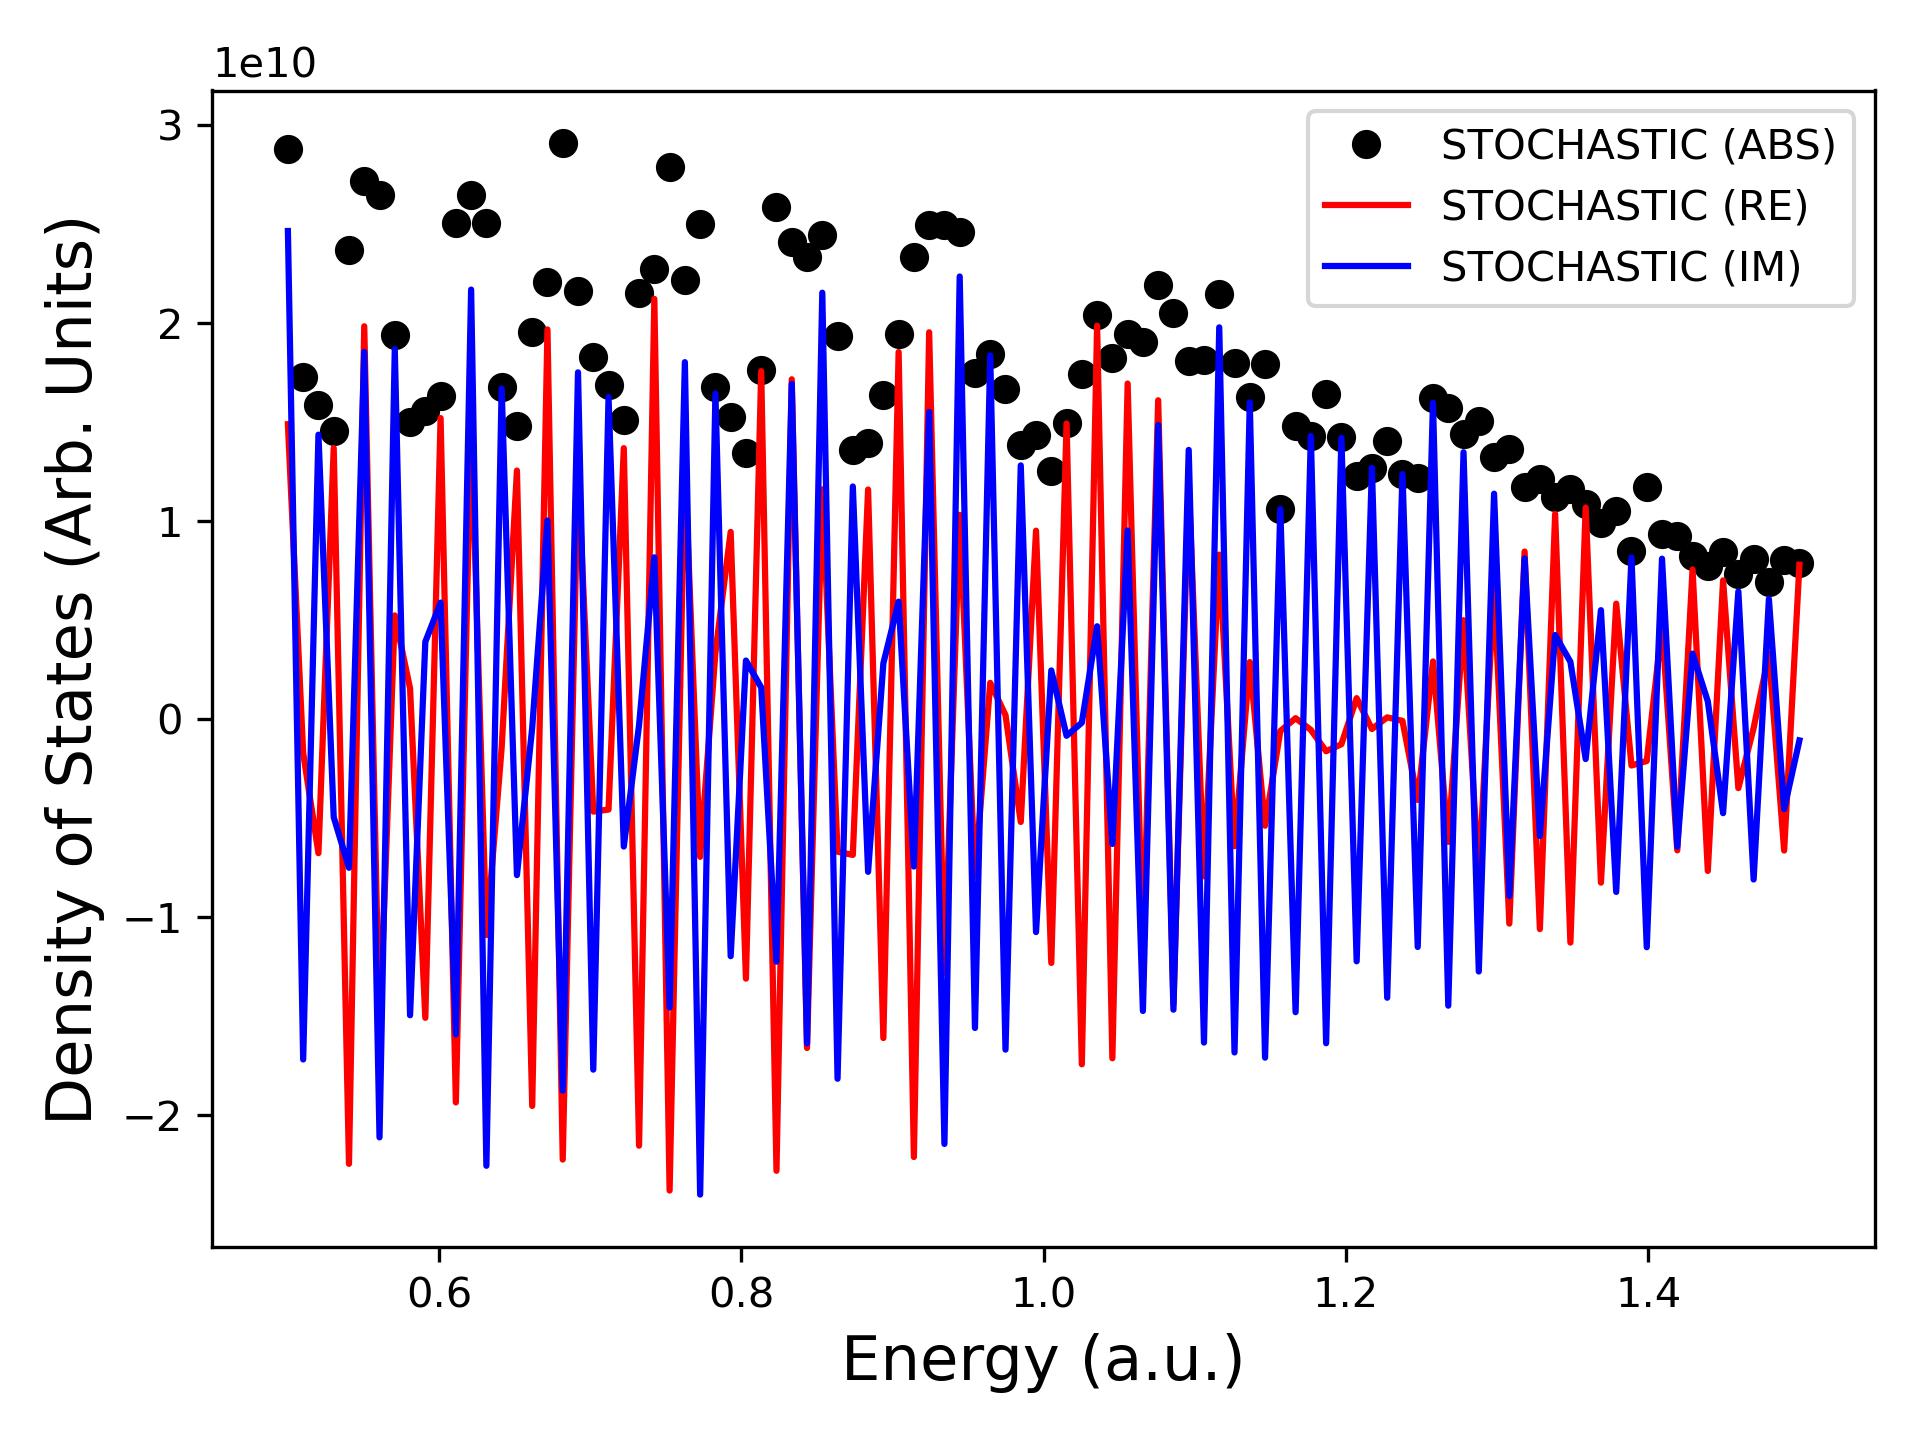 1e10
3
2
1
0
−1
−2
Density of States (Arb. Units)
STOCHASTIC (ABS)
STOCHASTIC (RE)
STOCHASTIC (IM)
0.6 0.8 1.0 1.2 1.4
Energy (a.u.)